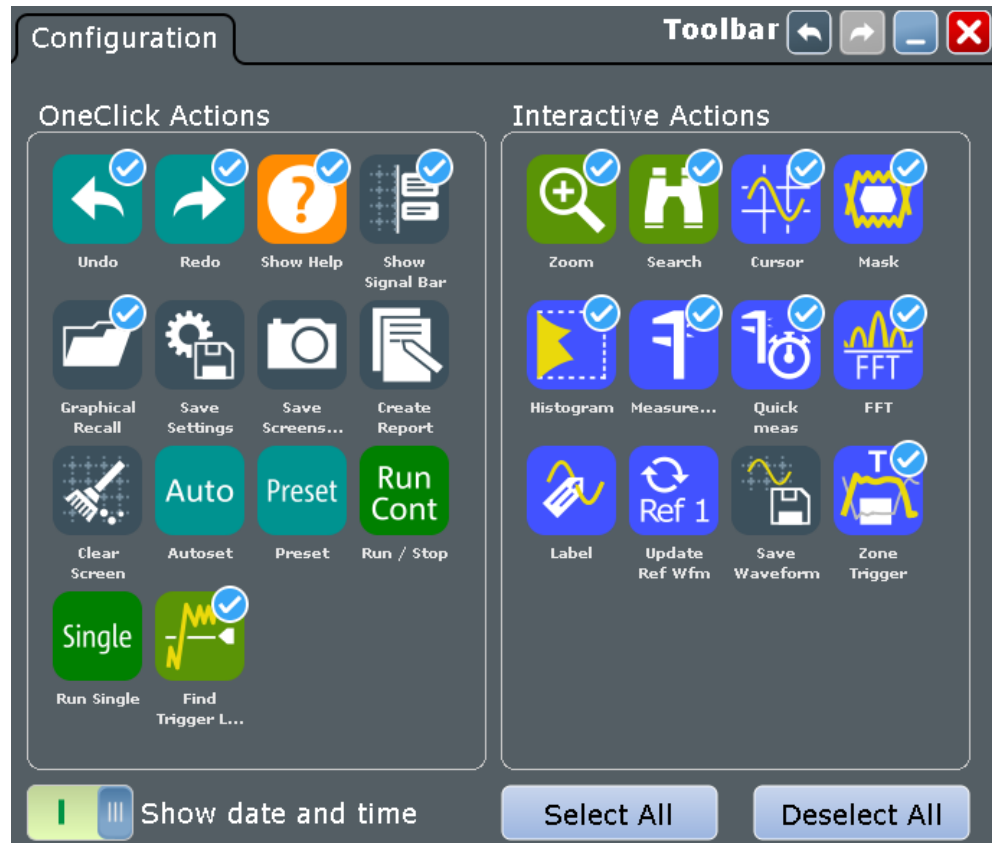 Configuration
Toolbar
OneClick Actions
Interactive Actions
Undo
Redo
Show Help
Show
Signal Bar
Zoom
Search
Cursor
Mask
Graphical
Recall
Save
Settings
Save
Screens...
Create
Report
Histogram
Measure...
Quick
meas
FFT
FFT
Clear
Screen
Auto
Autoset
Preset
Preset
Run
Cont
Run / Stop
Label
Ref 1
Update
Ref Wfm
Save
Waveform
T
Zone
Trigger
Single
Run Single
Find
Trigger L...
Show date and time
Select All
Deselect All